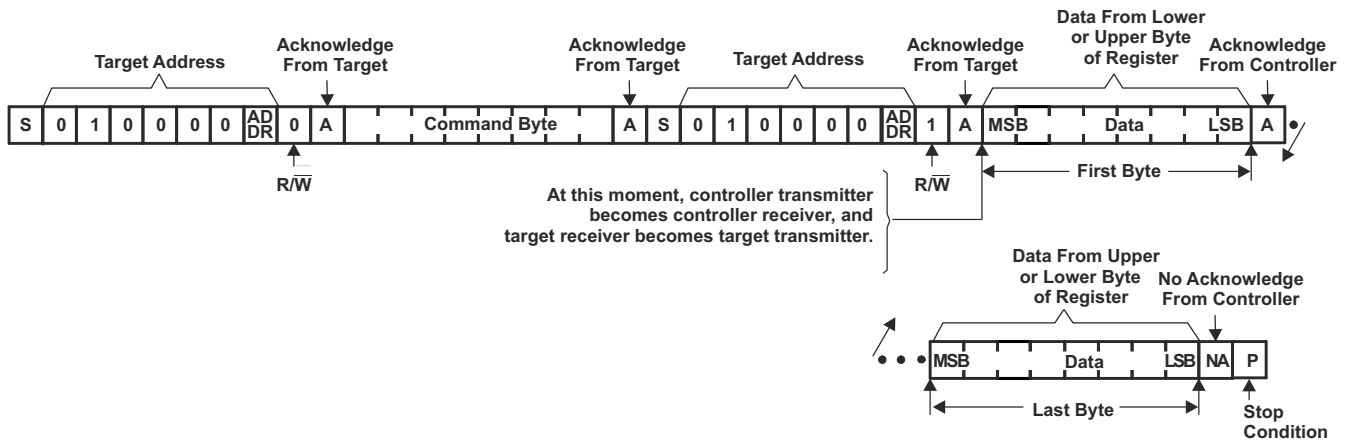 Data From Lower
or Upper Byte
of Register
Acknowledge
From Target
Acknowledge
From Target
Acknowledge
From Target
Acknowledge
From Controller
Target Address
Target Address
S 0 1 0 0 0 0 AD DR 0 A Command Byte A S 0 1 0 0 0 0 AD DR 1 A MSB Data LSB A
R/W̅
R/W̅
First Byte
At this moment, controller transmitter
becomes controller receiver, and
target receiver becomes target transmitter.
Data From Upper
or Lower Byte
of Register
No Acknowledge
From Controller
MSB Data LSB NA P
Last Byte
Stop
Condition